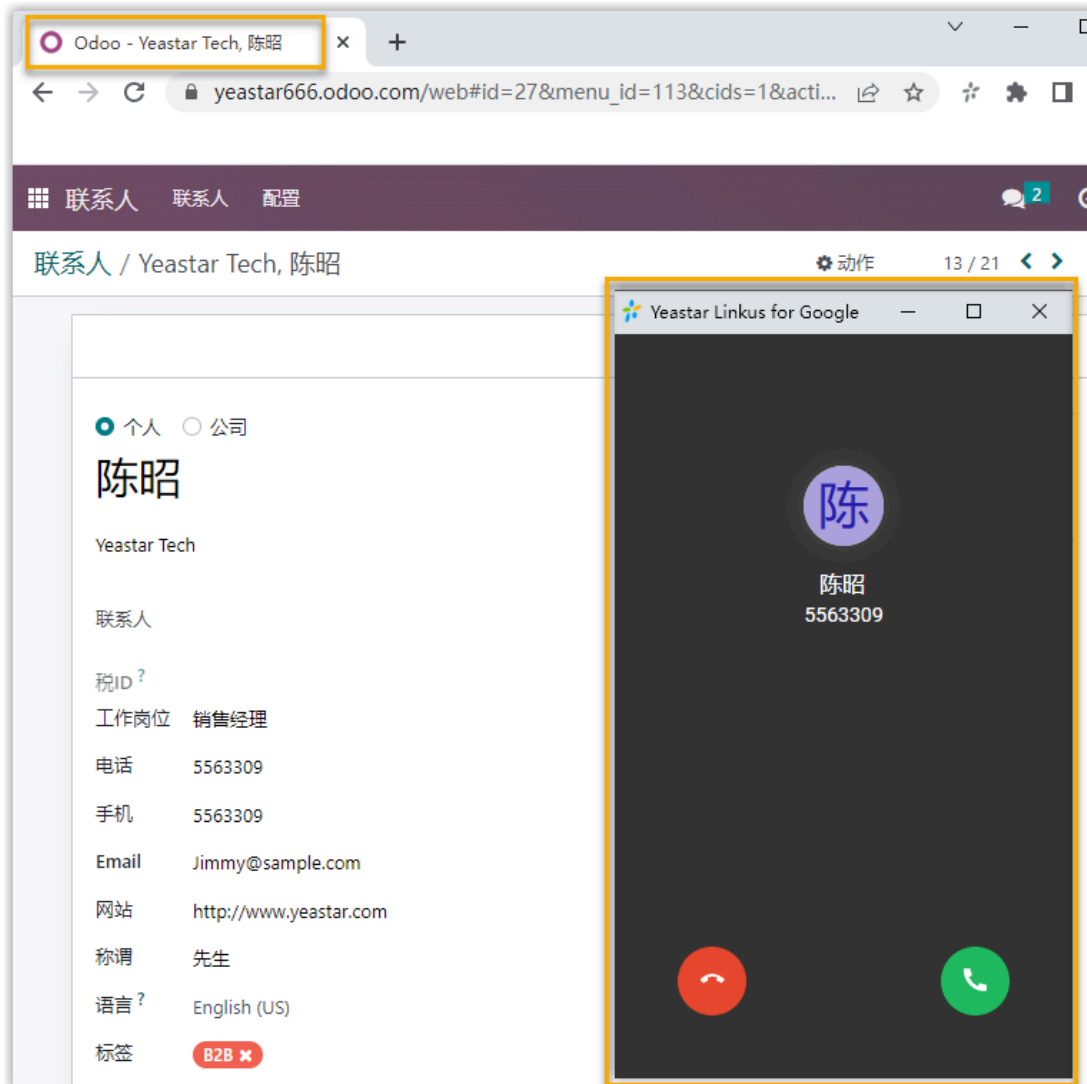 Odoo - Yeastar Tech, 陈昭
yeastar666.odoo.com/web#id=27&menu_id=113&cids=1&acti...
联系人 联系人 配置 2
联系人 / Yeastar Tech, 陈昭 动作 13 / 21
Yeastar Linkus for Google
个人 公司
陈昭
Yeastar Tech
联系人
税ID ?
工作岗位 销售经理
电话 5563309
手机 5563309
Email Jimmy@sample.com
网站 http://www.yeastar.com
称谓 先生
语言 ? English (US)
标签 B2B
陈
陈昭
5563309